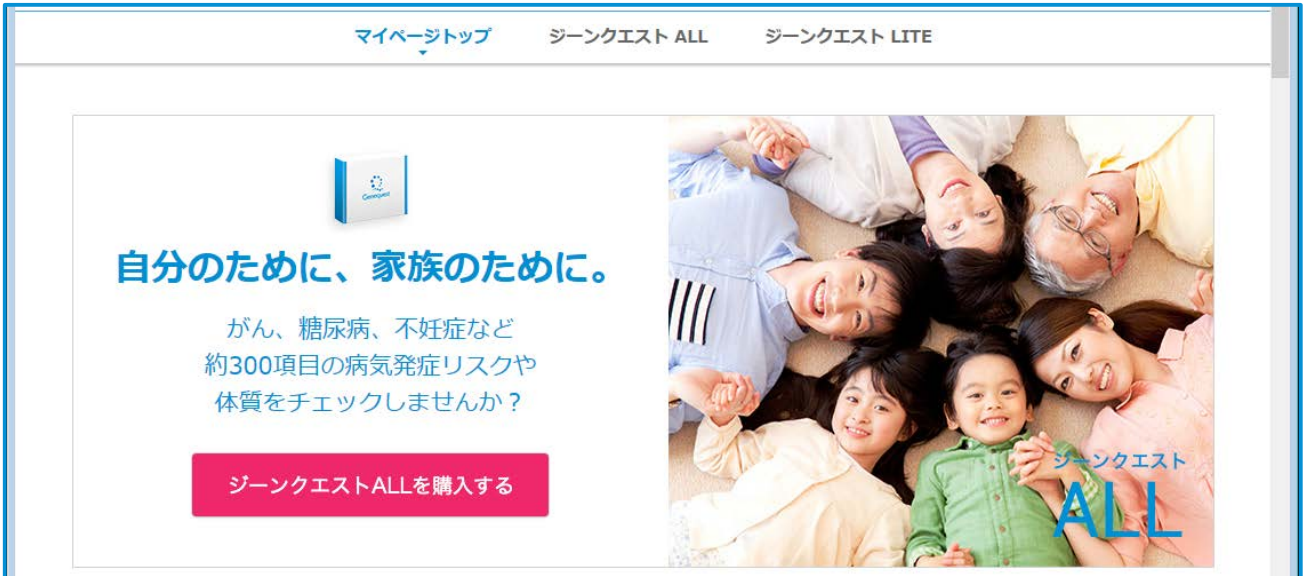 マイページトップ ジーンクエスト ALL ジーンクエスト LITE
Genequest
自分のために、家族のために。
がん、糖尿病、不妊症など
約300項目の病気発症リスクや
体質をチェックしませんか？
ジーンクエストALLを購入する
ジーンクエスト
ALL